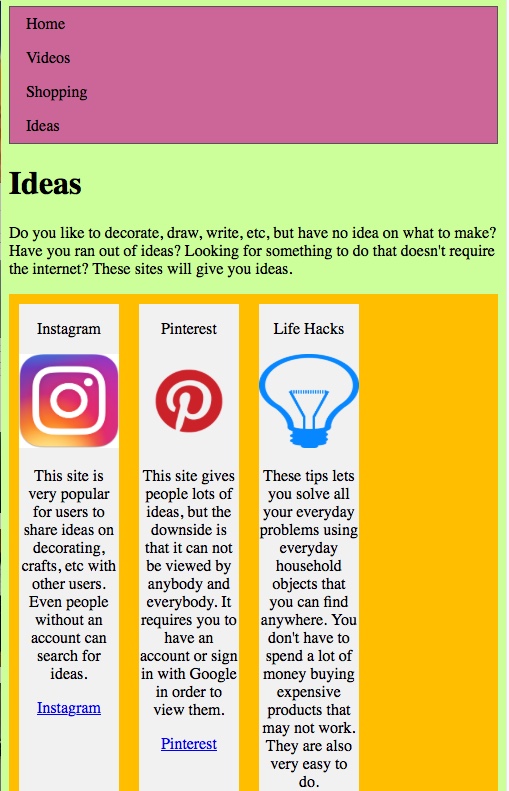 Home
Videos
Shopping
Ideas
Ideas
Do you like to decorate, draw, write, etc, but have no idea on what to make?
Have you ran out of ideas? Looking for something to do that doesn't require
the internet? These sites will give you ideas.
Instagram
This site is
very popular
for users to
share ideas on
decorating,
crafts, etc with
other users.
Even people
without an
account can
search for
ideas.
Instagram
Pinterest
This site gives
people lots of
ideas, but the
downside is
that it can not
be viewed by
anybody and
everybody. It
requires you to
have an
account or sign
in with Google
in order to
view them.
Pinterest
Life Hacks
These tips lets
you solve all
your everyday
problems using
everyday
household
objects that
you can find
anywhere. You
don't have to
spend a lot of
money buying
expensive
products that
may not work.
They are also
very easy to
do.